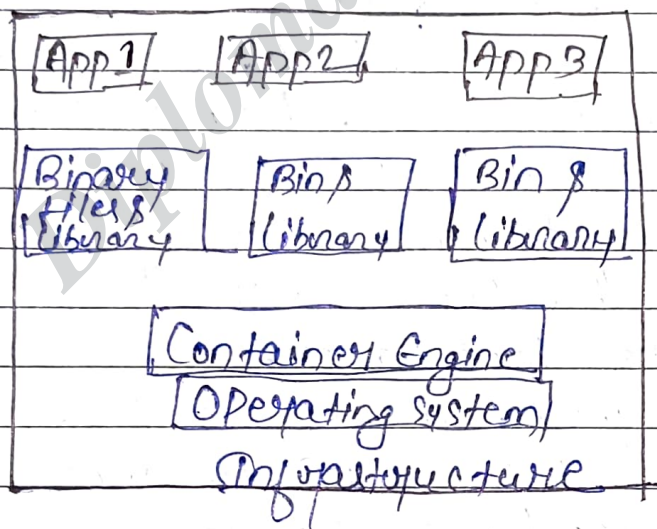 App1 App2 App3
Binary Bin & Bin &
files &
library library library
Container Engine
Operating system
Infrastructure